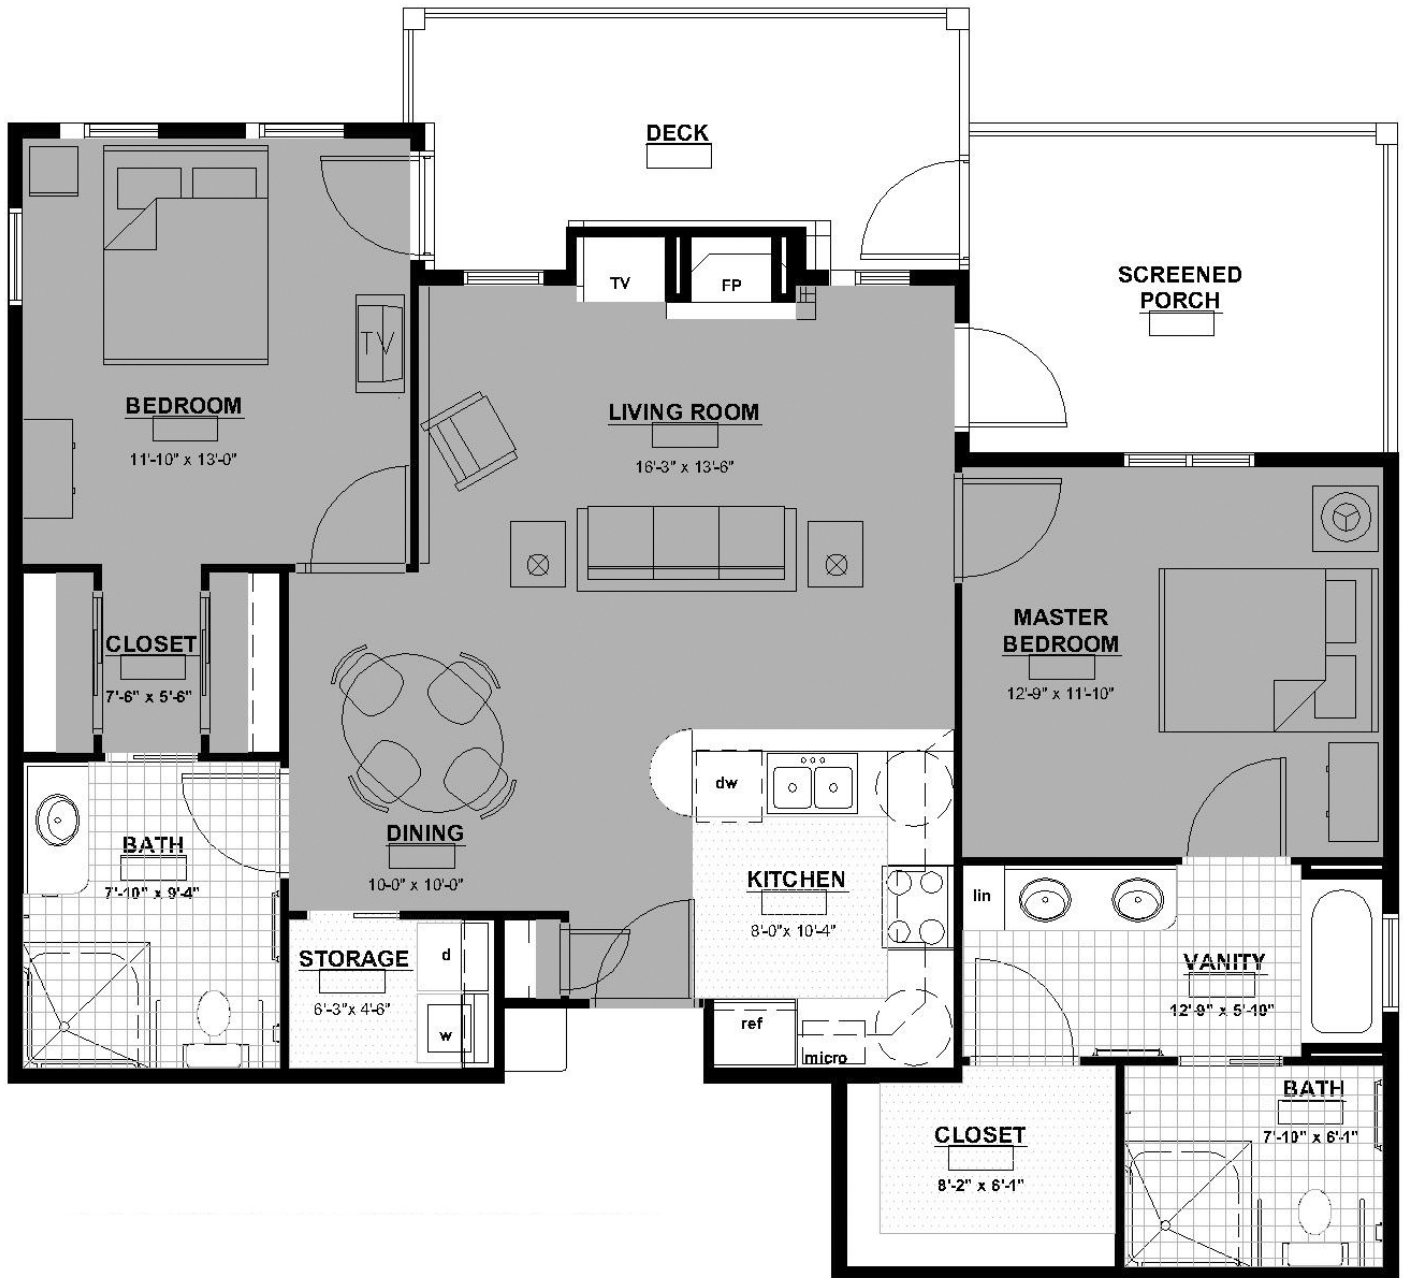 DECK
SCREENED
PORCH
TV
FP
TV
BEDROOM
11'-10" x 13'-0"
LIVING ROOM
16'-3" x 13'-6"
MASTER
BEDROOM
12'-9" x 11'-10"
CLOSET
7'-6" x 5'-6"
dw
DINING
10-0" x 10'-0"
BATH
7'-10" x 9'-4"
KITCHEN
8'-0"x 10'-4"
lin
STORAGE
6'-3"x 4'-6"
d
w
VANITY
12'-9" x 5'-10"
ref
micro
BATH
7'-10" x 6'-1"
CLOSET
8'-2" x 6'-1"